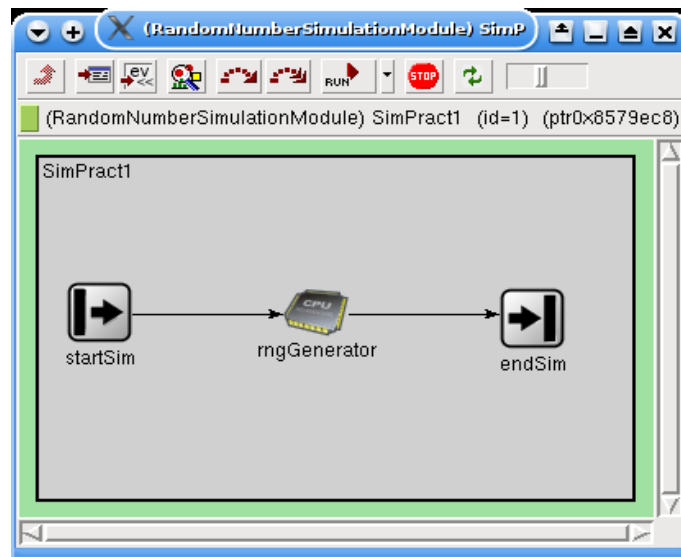 (RandomNumberSimulationModule) SimP
ev
<<
RUN
STOP
(RandomNumberSimulationModule) SimPract1 (id=1) (ptr0x8579ec8)
SimPract1
CPU
startSim
rngGenerator
endSim